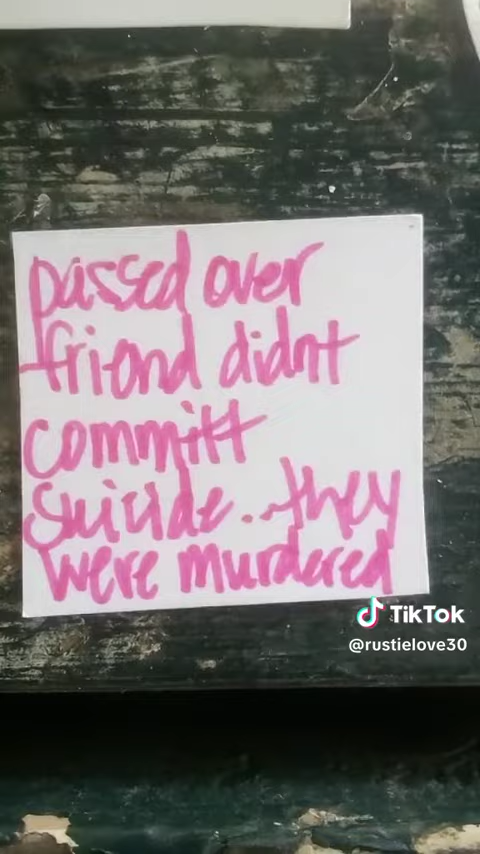 passed over
friend didnt
committ
suicide...they
were murdered
TikTok
@rustielove30